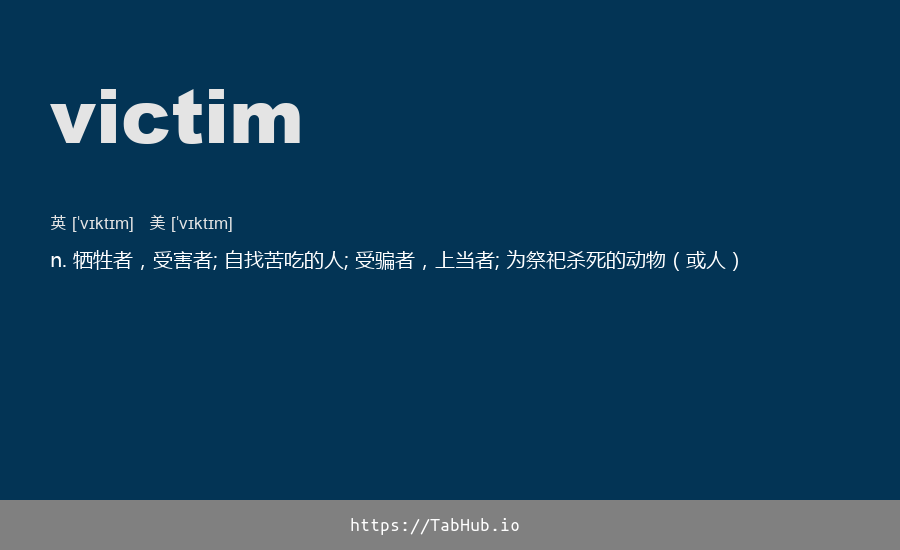 victim
英 [ˈvɪktɪm] 美 [ˈvɪktɪm]
n. 牺牲者，受害者; 自找苦吃的人; 受骗者，上当者; 为祭祀杀死的动物（或人）
https://TabHub.io